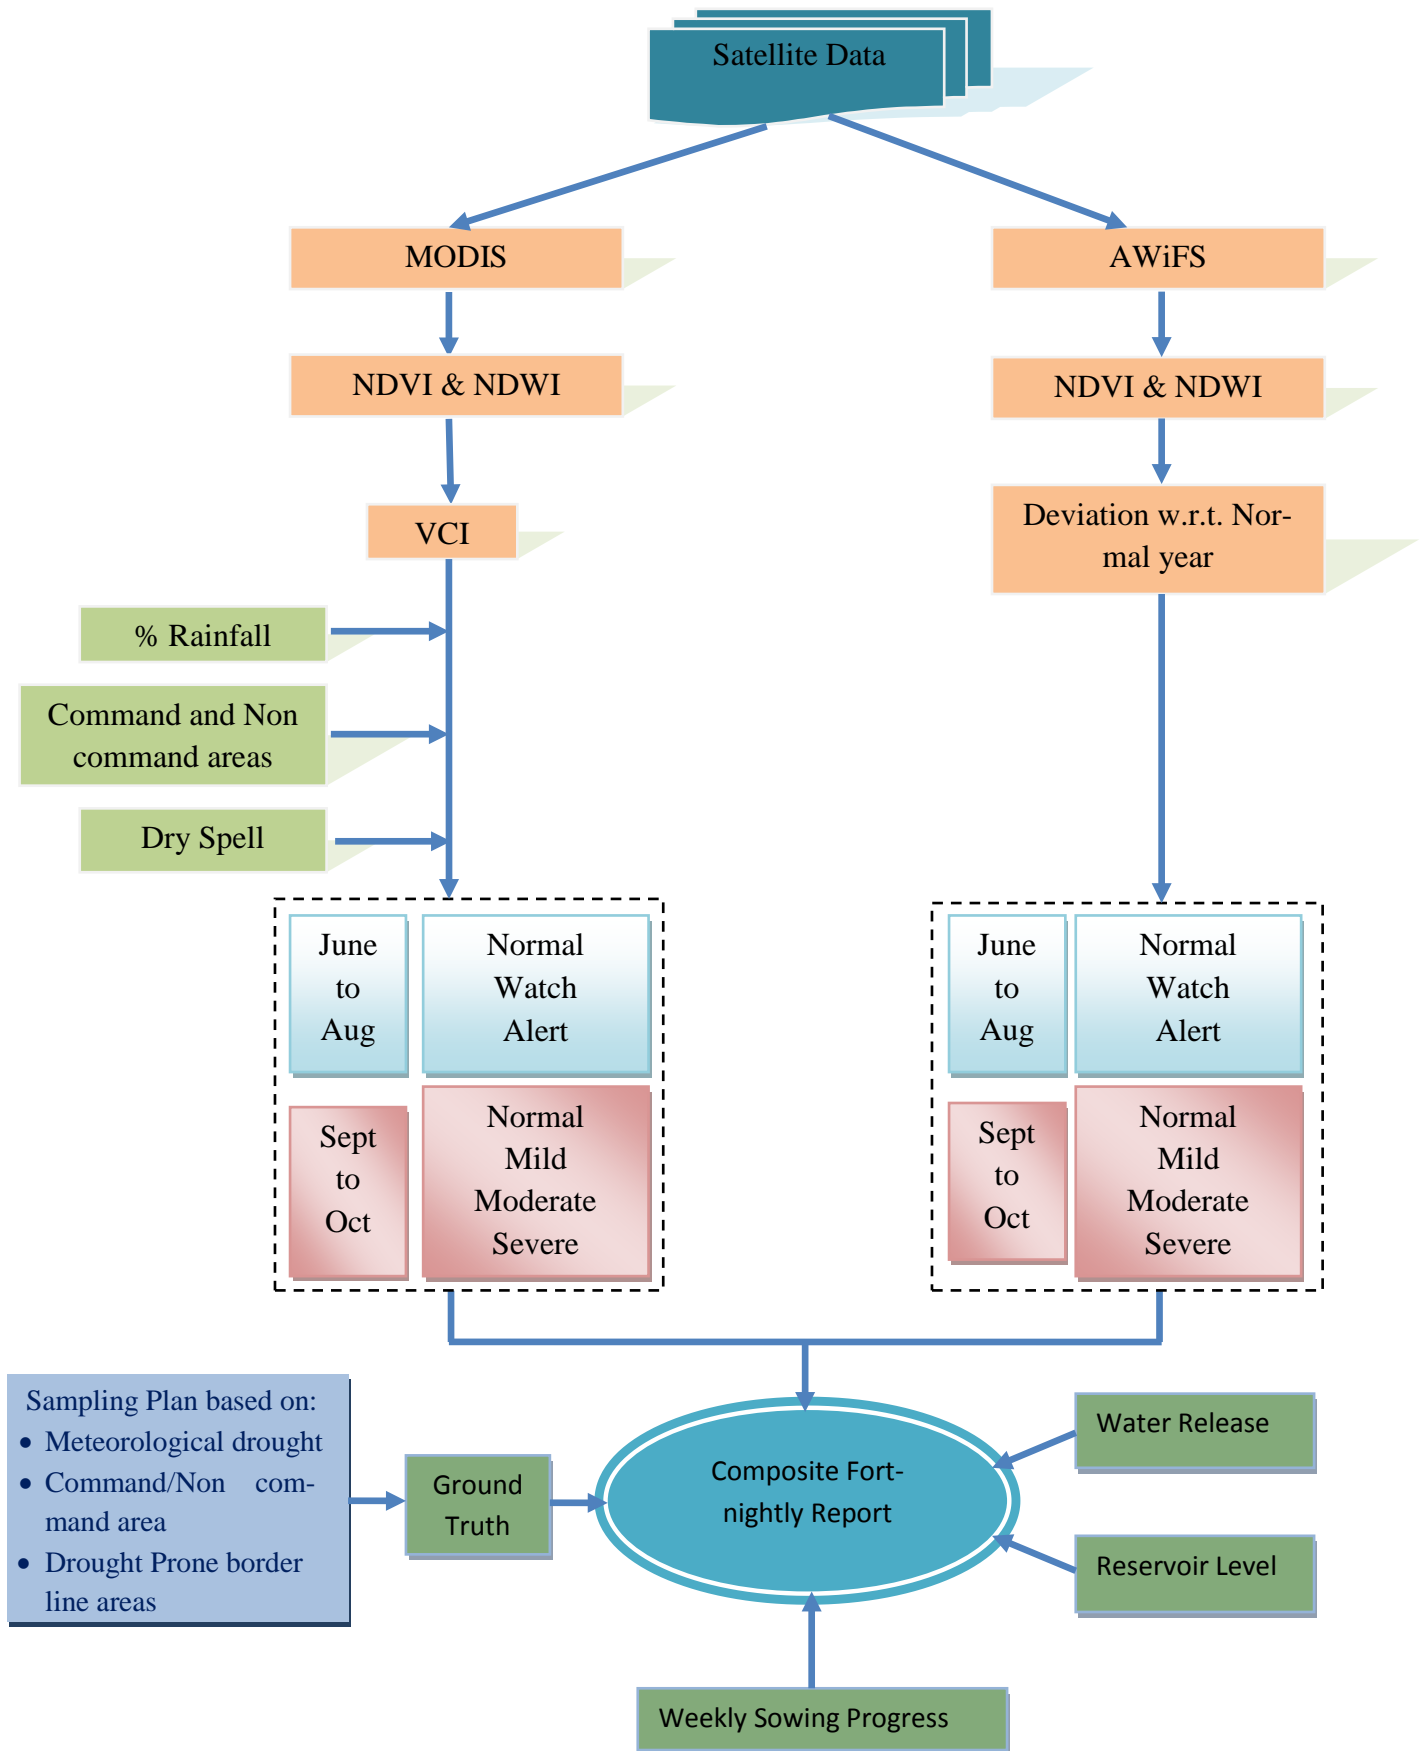 Satellite Data
MODIS
AWiFS
NDVI & NDWI
NDVI & NDWI
VCI
Deviation w.r.t. Nor-
mal year
% Rainfall
Command and Non
command areas
Dry Spell
June
to
Aug
Normal
Watch
Alert
Sept
to
Oct
Normal
Mild
Moderate
Severe
June
to
Aug
Normal
Watch
Alert
Sept
to
Oct
Normal
Mild
Moderate
Severe
Sampling Plan based on:
• Meteorological drought
• Command/Non com-
mand area
• Drought Prone border
line areas
Ground
Truth
Composite Fort-
nightly Report
Water Release
Reservoir Level
Weekly Sowing Progress